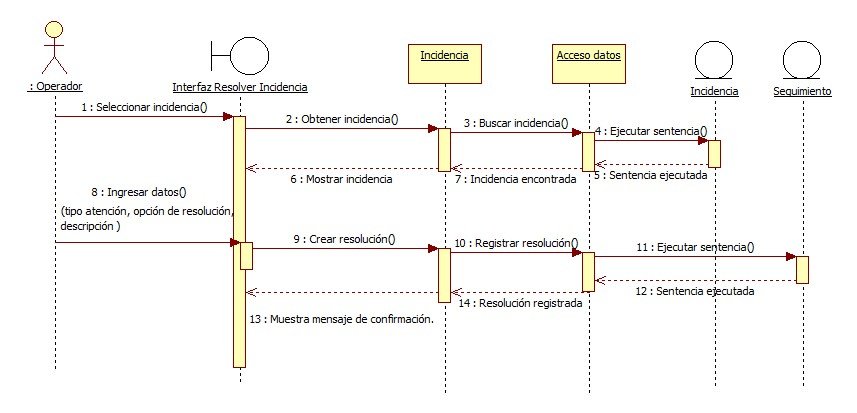 : Operador
Interfaz Resolver Incidencia
Incidencia
Acceso datos
Incidencia
Seguimiento
1 : Seleccionar incidencia()
2 : Obtener incidencia()
3 : Buscar incidencia()
4 : Ejecutar sentencia()
5 : Sentencia ejecutada
6 : Mostrar incidencia
7 : Incidencia encontrada
8 : Ingresar datos()
(tipo atención, opción de resolución,
descripción )
9 : Crear resolución()
10 : Registrar resolución()
11 : Ejecutar sentencia()
12 : Sentencia ejecutada
14 : Resolución registrada
13 : Muestra mensaje de confirmación.